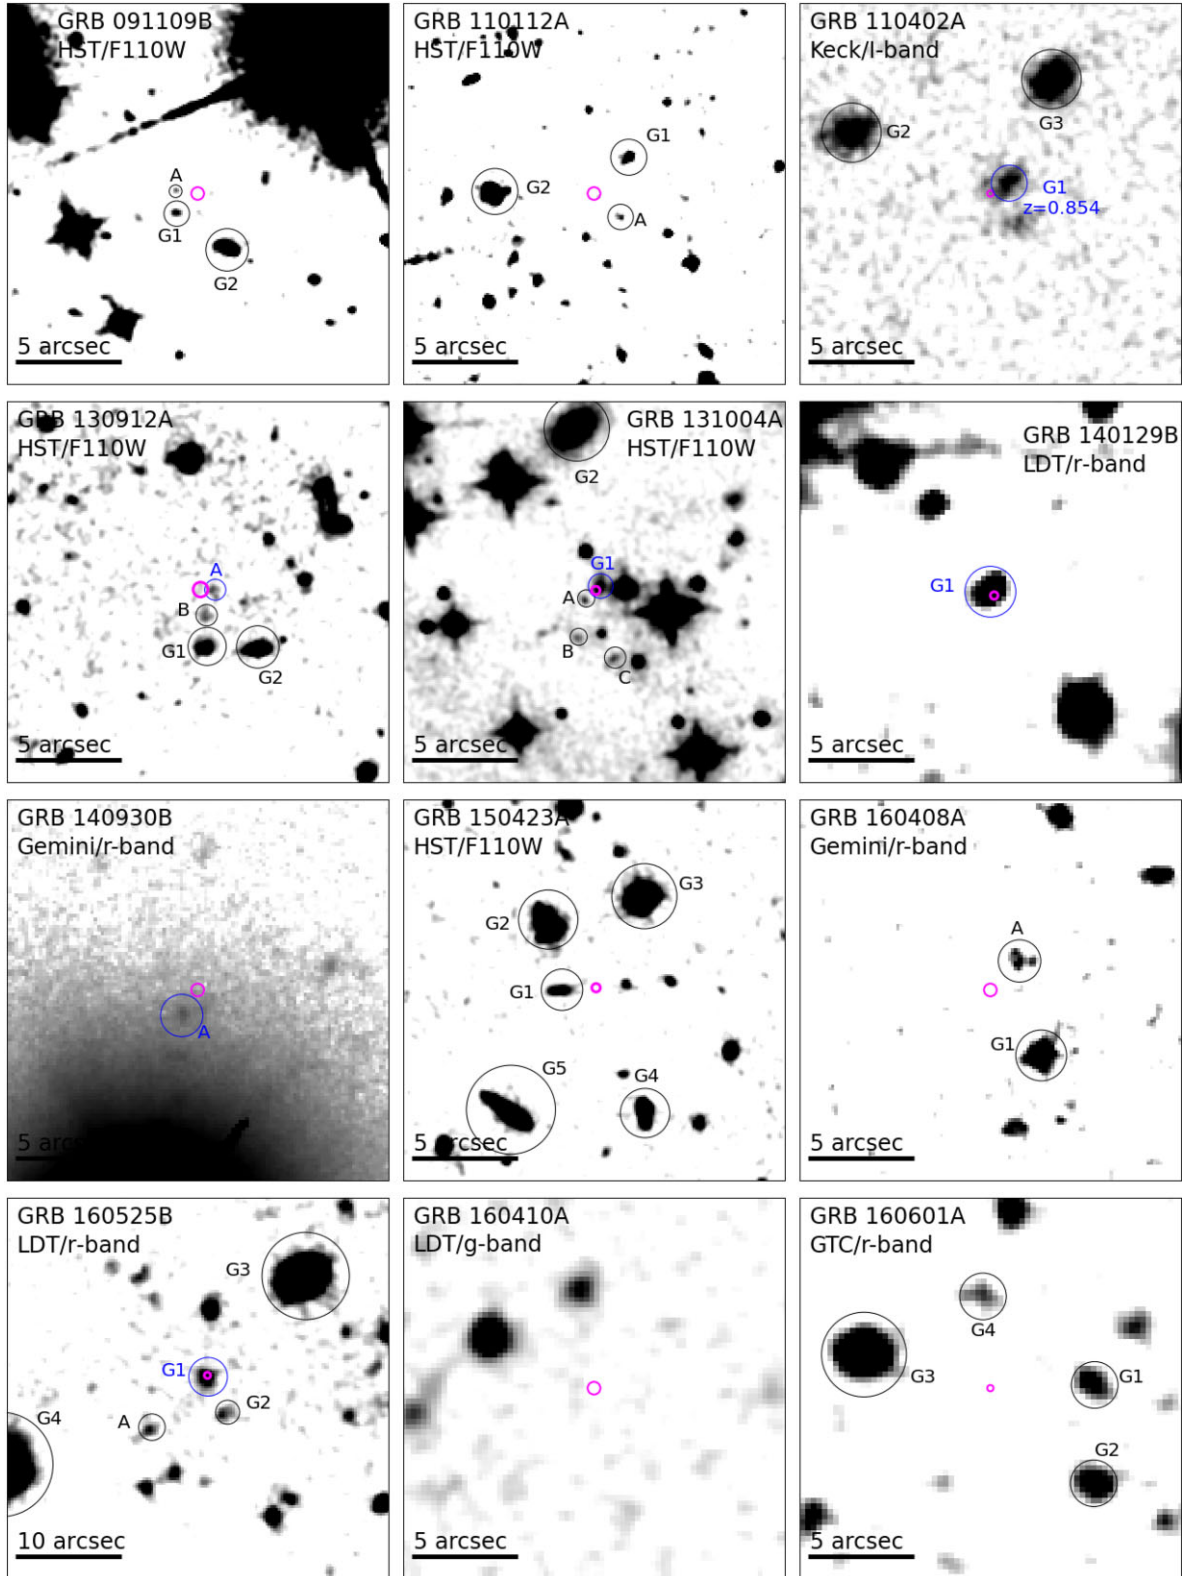 GRB 091109B
HST/F110W
A
G1
G2
5 arcsec
GRB 110112A
HST/F110W
G1
G2
A
5 arcsec
GRB 110402A
Keck/I-band
G2
G3
G1
z=0.854
5 arcsec
GRB 130912A
HST/F110W
A
B
G1
G2
5 arcsec
GRB 131004A
HST/F110W
G2
G1
A
B
C
5 arcsec
GRB 140129B
LDT/r-band
G1
5 arcsec
GRB 140930B
Gemini/r-band
A
5 arcsec
GRB 150423A
HST/F110W
G3
G2
G1
G5
G4
5 arcsec
GRB 160408A
Gemini/r-band
A
G1
5 arcsec
GRB 160525B
LDT/r-band
G3
G1
G2
A
G4
10 arcsec
GRB 160410A
LDT/g-band
5 arcsec
GRB 160601A
GTC/r-band
G4
G3
G1
G2
5 arcsec